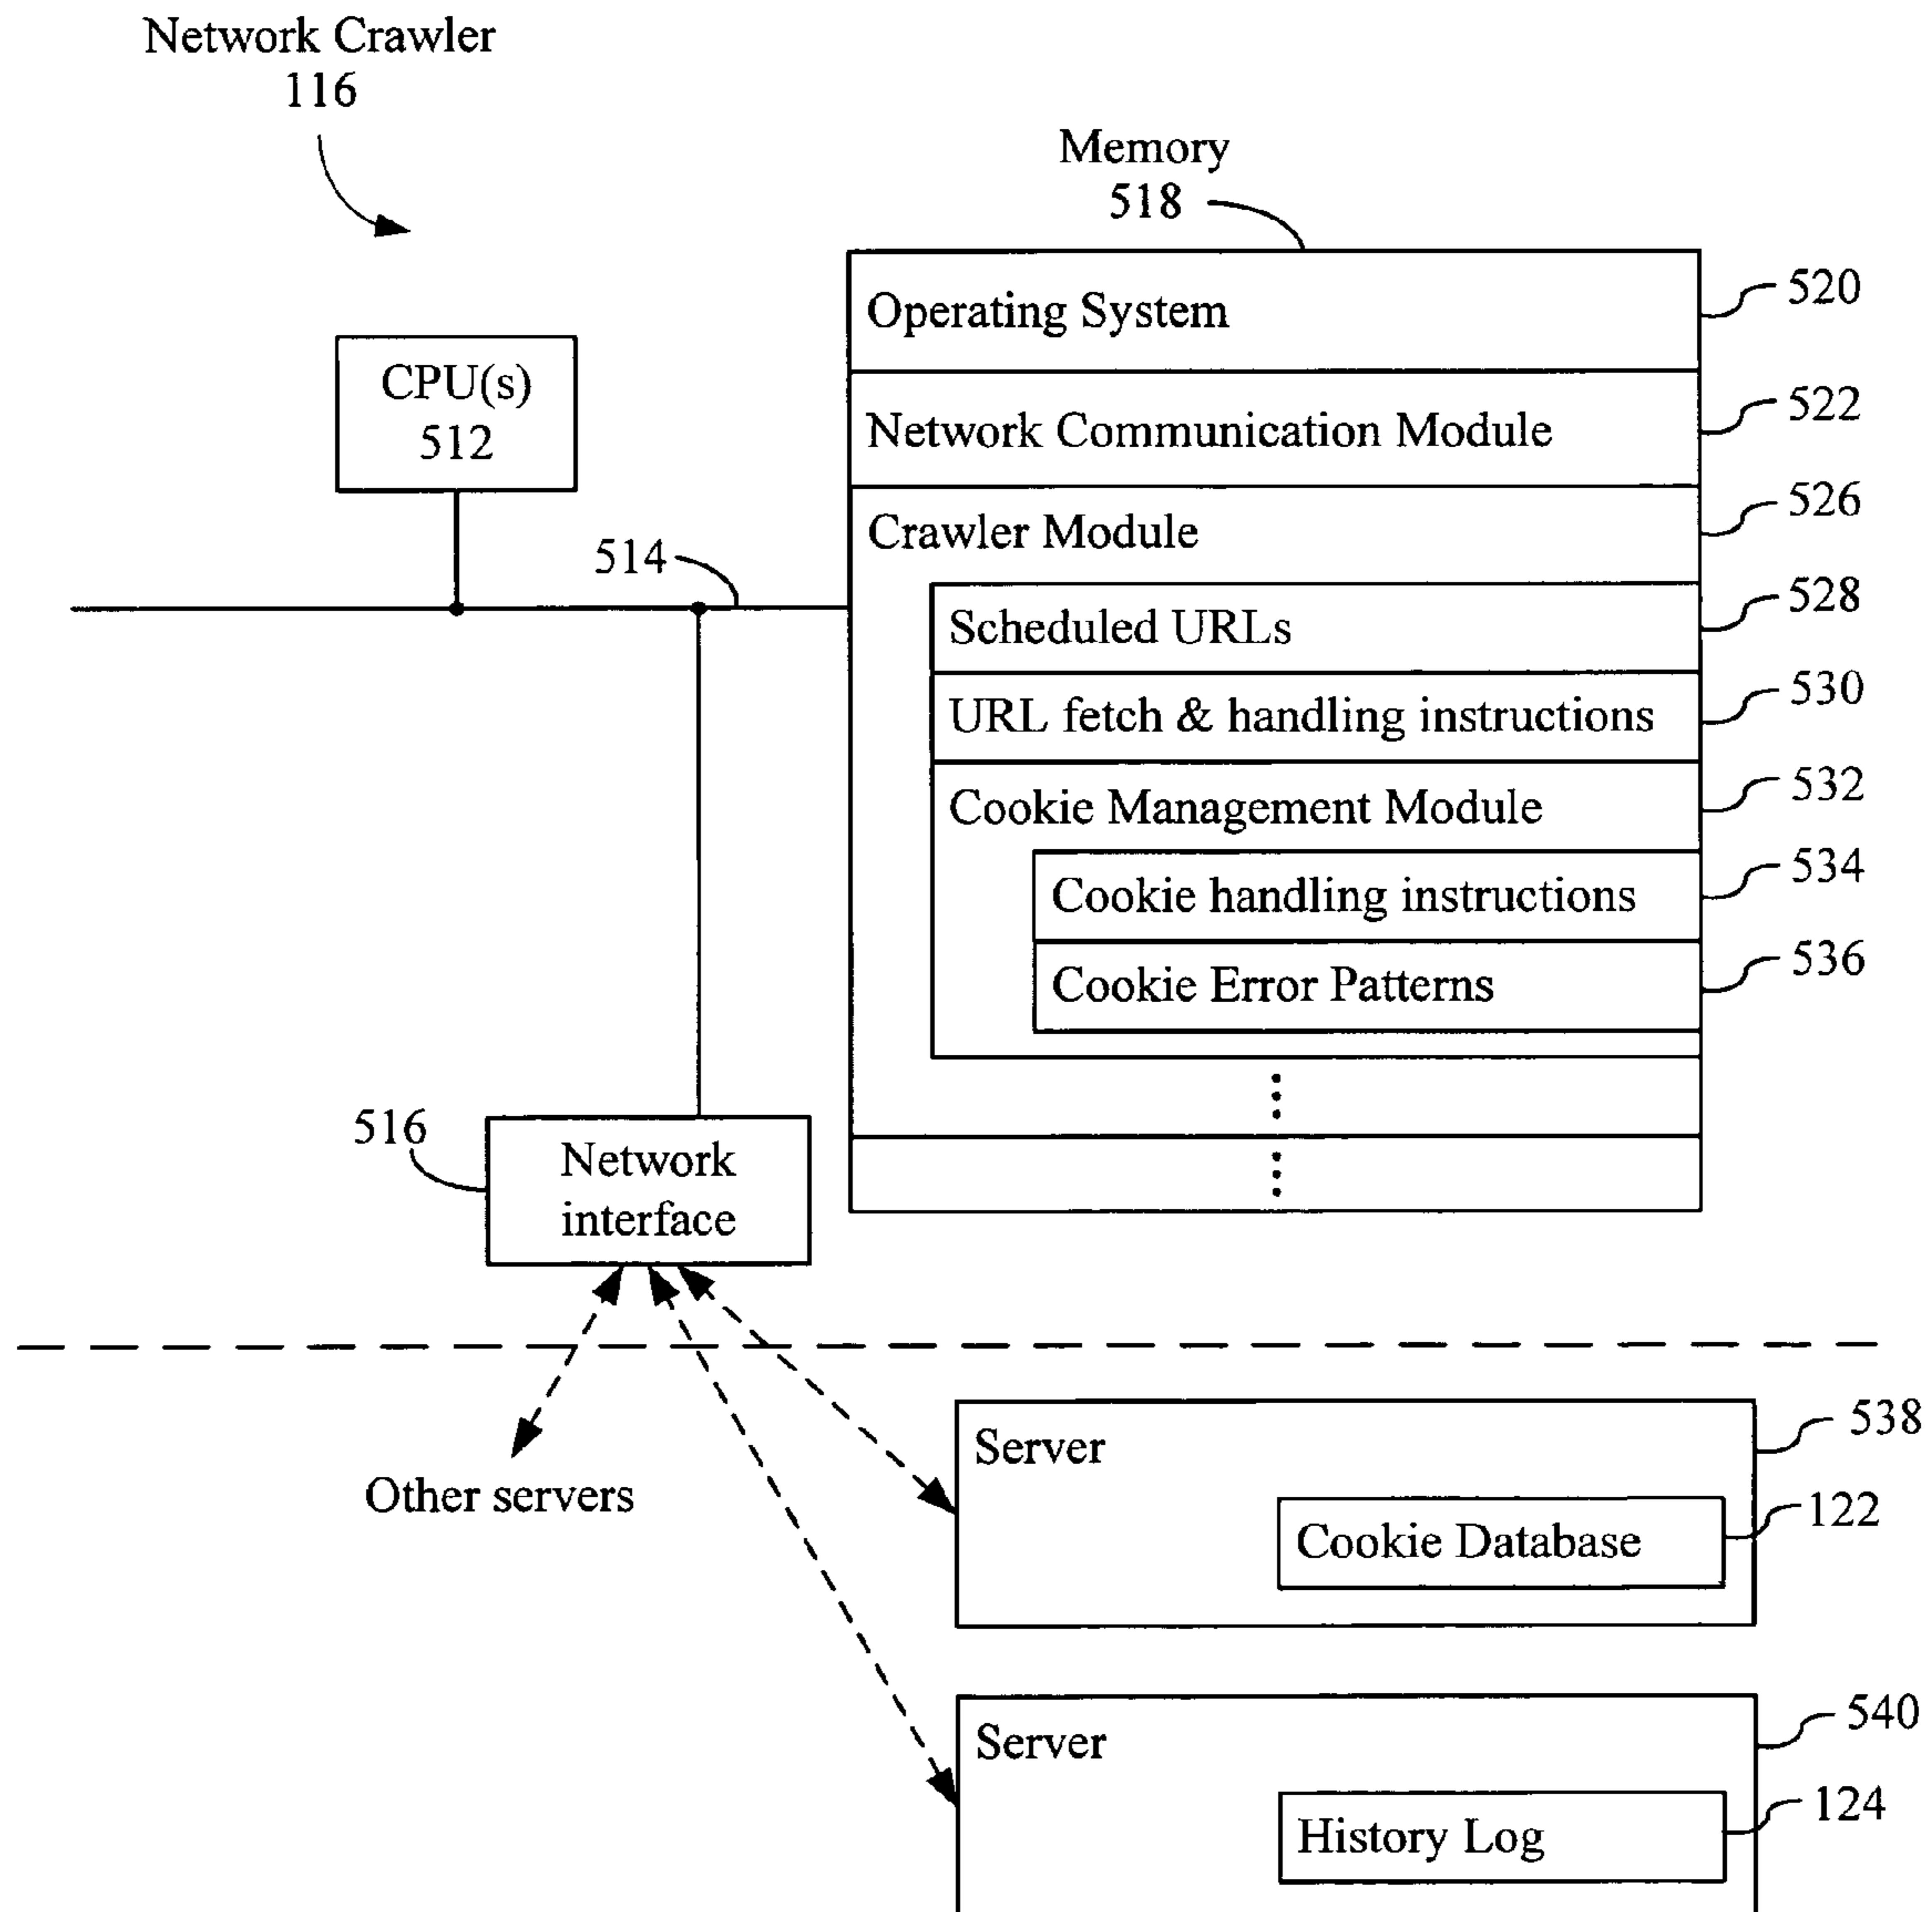 Network Crawler
116
Memory
518
Operating System
520
CPU(s)
512
Network Communication Module
522
Crawler Module
526
514
Scheduled URLs
528
URL fetch & handling instructions
530
Cookie Management Module
532
Cookie handling instructions
534
Cookie Error Patterns
536
516
Network
interface
Other servers
Server
538
Cookie Database
122
Server
540
History Log
124